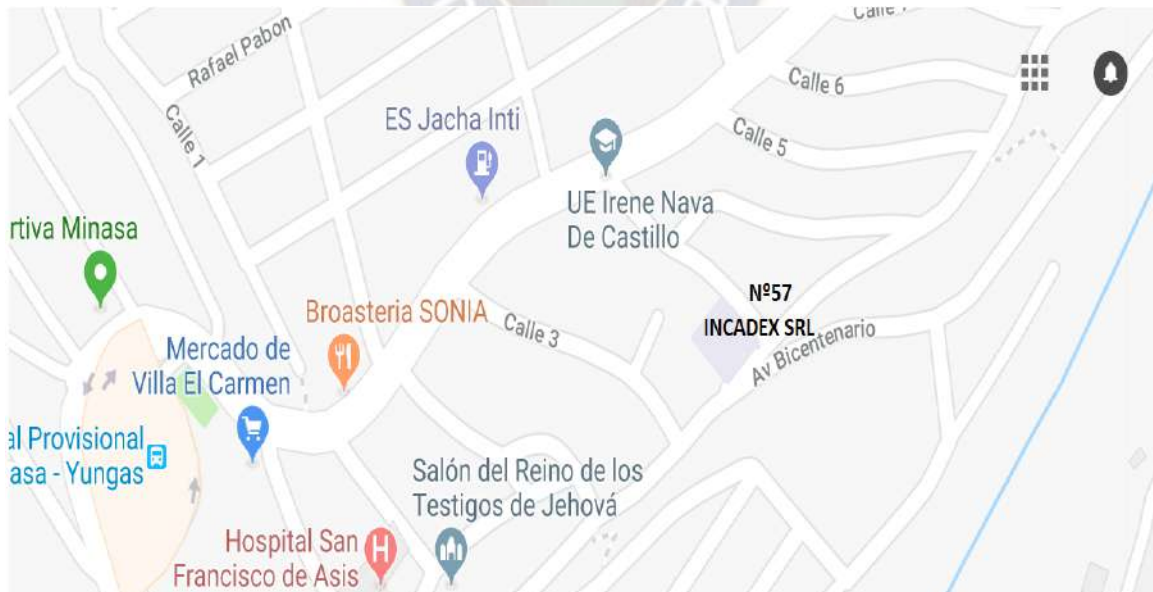 Rafael Pabon
Calle 1
Calle 6
Calle 5
ES Jacha Inti
UE Irene Nava
De Castillo
rtiva Minasa
Nº57
INCADEX SRL
Broasteria SONIA
Calle 3
Av Bicentenario
Mercado de
Villa El Carmen
al Provisional
asa - Yungas
Salón del Reino de los
Testigos de Jehová
Hospital San
Francisco de Asis
H